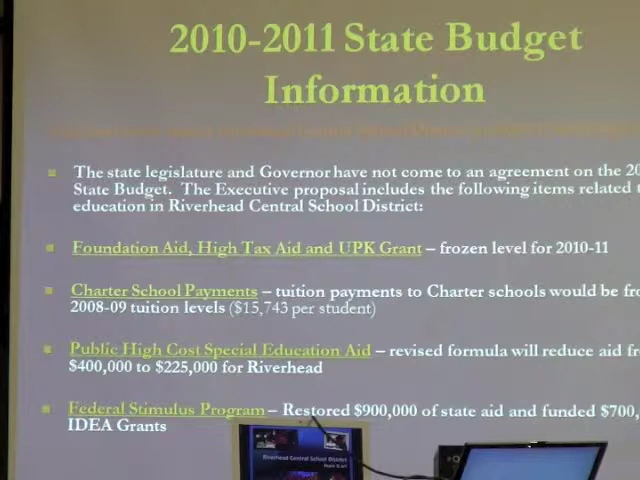 2010-2011 State Budget
Information
The state legislature and Governor have not come to an agreement on the 20
State Budget. The Executive proposal includes the following items related t
education in Riverhead Central School District:
Foundation Aid, High Tax Aid and UPK Grant – frozen level for 2010-11
Charter School Payments – tuition payments to Charter schools would be fro
2008-09 tuition levels ($15,743 per student)
Public High Cost Special Education Aid – revised formula will reduce aid fr
$400,000 to $225,000 for Riverhead
Federal Stimulus Program – Restored $900,000 of state aid and funded $700,
IDEA Grants
Riverhead Central School District